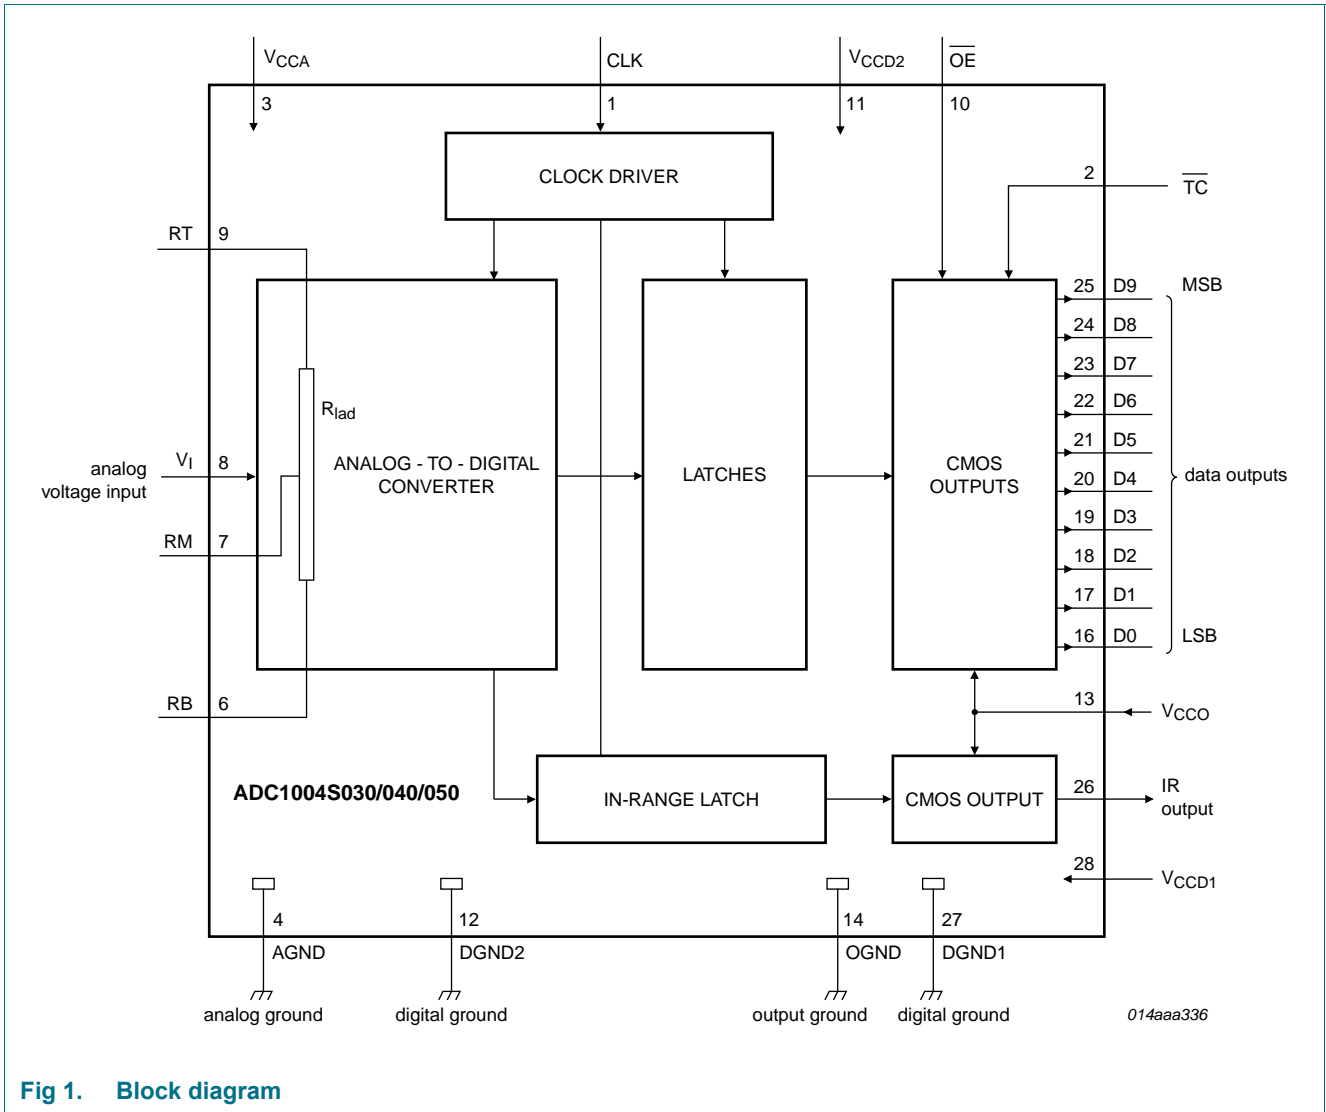 VCCA
CLK
VCCD2
OE
3
1
11
10
CLOCK DRIVER
2
TC
RT
9
25 D9 MSB
24 D8
23 D7
22 D6
21 D5
20 D4
19 D3
18 D2
17 D1
16 D0 LSB
data outputs
Rlad
analog
voltage input
VI
8
ANALOG - TO - DIGITAL
CONVERTER
LATCHES
CMOS
OUTPUTS
RM
7
RB
6
13
VCCO
ADC1004S030/040/050
IN-RANGE LATCH
CMOS OUTPUT
26
IR
output
28
VCCD1
4
12
14
27
AGND
DGND2
OGND
DGND1
analog ground
digital ground
output ground
digital ground
014aaa336
Fig 1. Block diagram